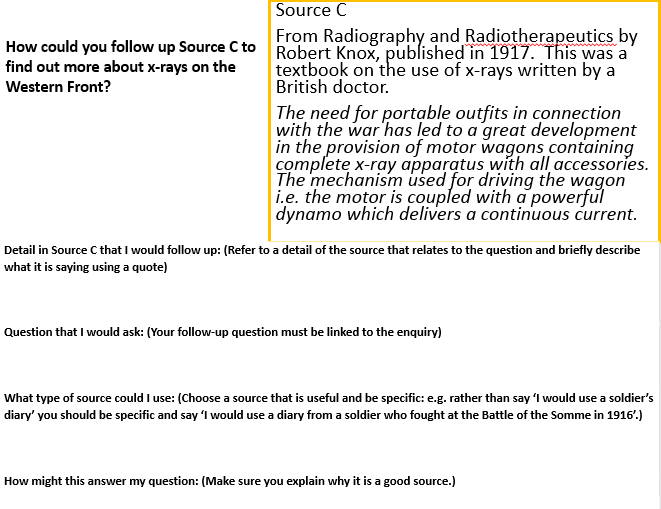 Source C
From Radiography and Radiotherapeutics by
Robert Knox, published in 1917.  This was a
textbook on the use of x-rays written by a
British doctor.
The need for portable outfits in connection
with the war has led to a great development
in the provision of motor wagons containing
complete x-ray apparatus with all accessories.
The mechanism used for driving the wagon
i.e. the motor is coupled with a powerful
dynamo which delivers a continuous current.
How could you follow up Source C to
find out more about x-rays on the
Western Front?
Detail in Source C that I would follow up: (Refer to a detail of the source that relates to the question and briefly describe
what it is saying using a quote)
Question that I would ask: (Your follow-up question must be linked to the enquiry)
What type of source could I use: (Choose a source that is useful and be specific: e.g. rather than say ‘I would use a soldier’s
diary’ you should be specific and say ‘I would use a diary from a soldier who fought at the Battle of the Somme in 1916’.)
How might this answer my question: (Make sure you explain why it is a good source.)